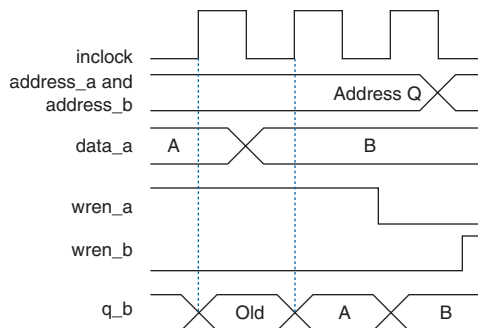 inclock
address_a and
address_b
Address Q
data_a
A
B
wren_a
wren_b
q_b
Old
A
B